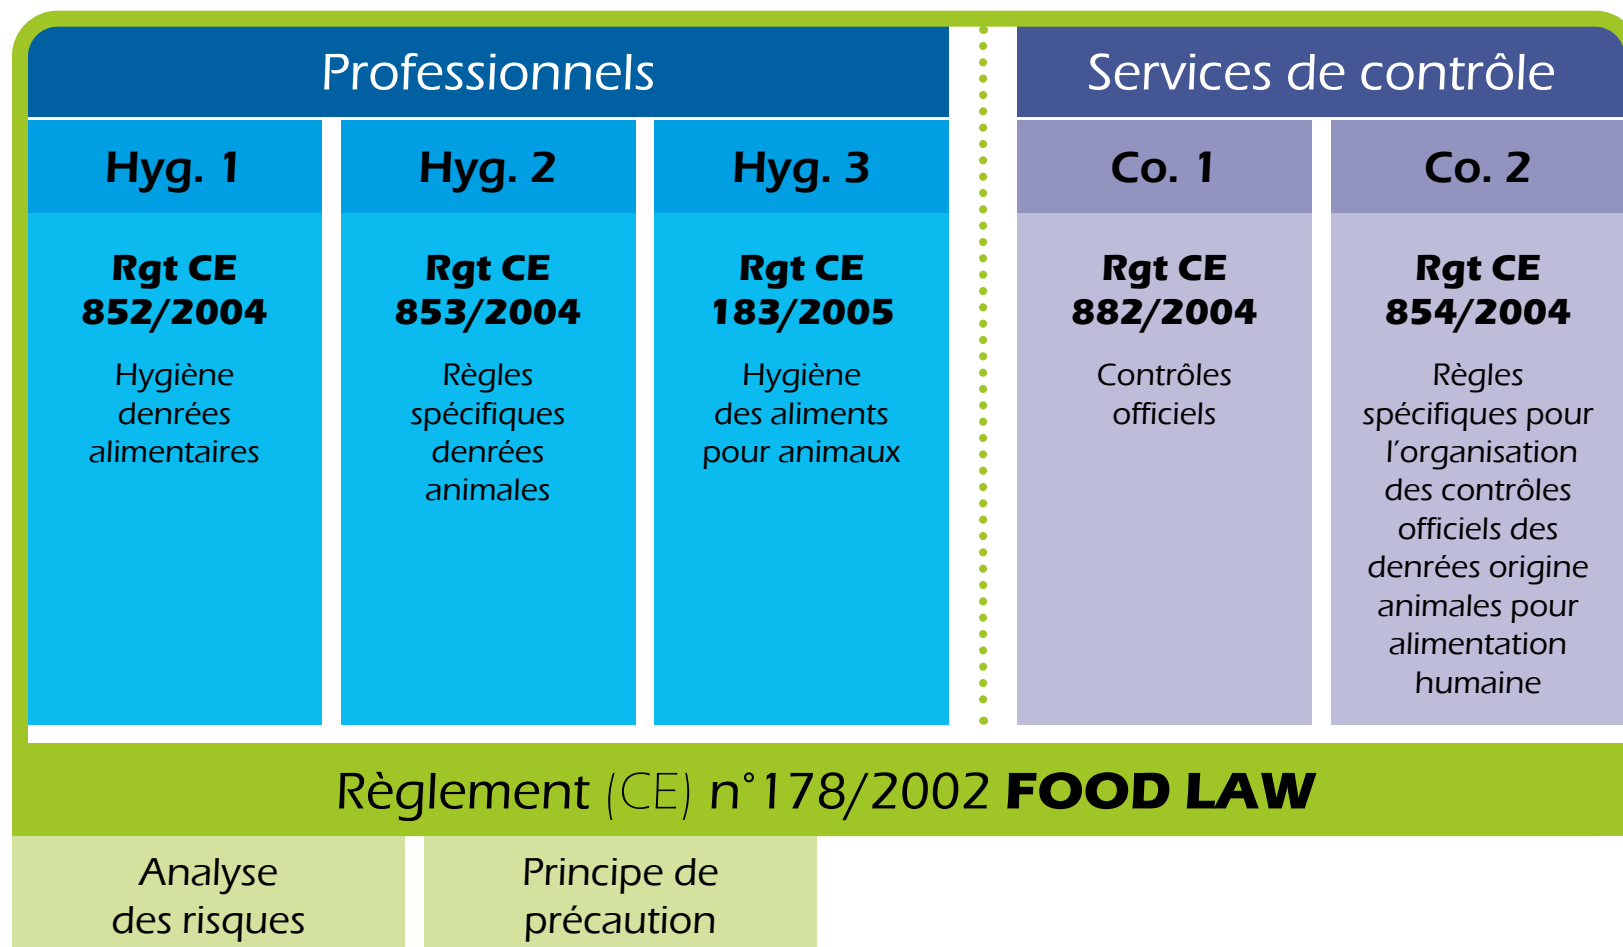 Professionnels
Services de contrôle
Hyg. 1
Rgt CE
852/2004
Hygiène
denrées
alimentaires
Hyg. 2
Rgt CE
853/2004
Règles
spécifiques
denrées
animales
Hyg. 3
Rgt CE
183/2005
Hygiène
des aliments
pour animaux
Co. 1
Rgt CE
882/2004
Contrôles
officiels
Co. 2
Rgt CE
854/2004
Règles
spécifiques pour
l'organisation
des contrôles
officiels des
denrées origine
animales pour
alimentation
humaine
Règlement (CE) n°178/2002 FOOD LAW
Analyse
des risques
Principe de
précaution